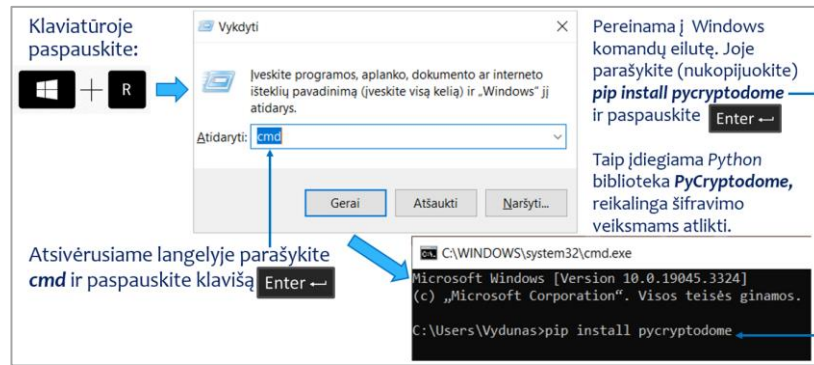 Klaviatūroje
paspauskite:
+ R
Vykdyti
Įveskite programos, aplanko, dokumento ar interneto
išteklių pavadinimą (įveskite visą kelią) ir „Windows“ jį
atidarys.
Atidaryti: cmd
Gerai Atšaukti Naršyti...
Atsivėrusiame langelyje parašykite
cmd ir paspauskite klavišą Enter
Pereinama į Windows
komandų eilutę. Joje
parašykite (nukopijuokite)
pip install pycryptodome
ir paspauskite Enter
Taip įdiegiama Python
biblioteka PyCryptodome,
reikalinga šifravimo
veiksmams atlikti.
C:\WINDOWS\system32\cmd.exe
Microsoft Windows [Version 10.0.19045.3324]
(c) „Microsoft Corporation“. Visos teisės ginamos.
C:\Users\Vydunas>pip install pycryptodome